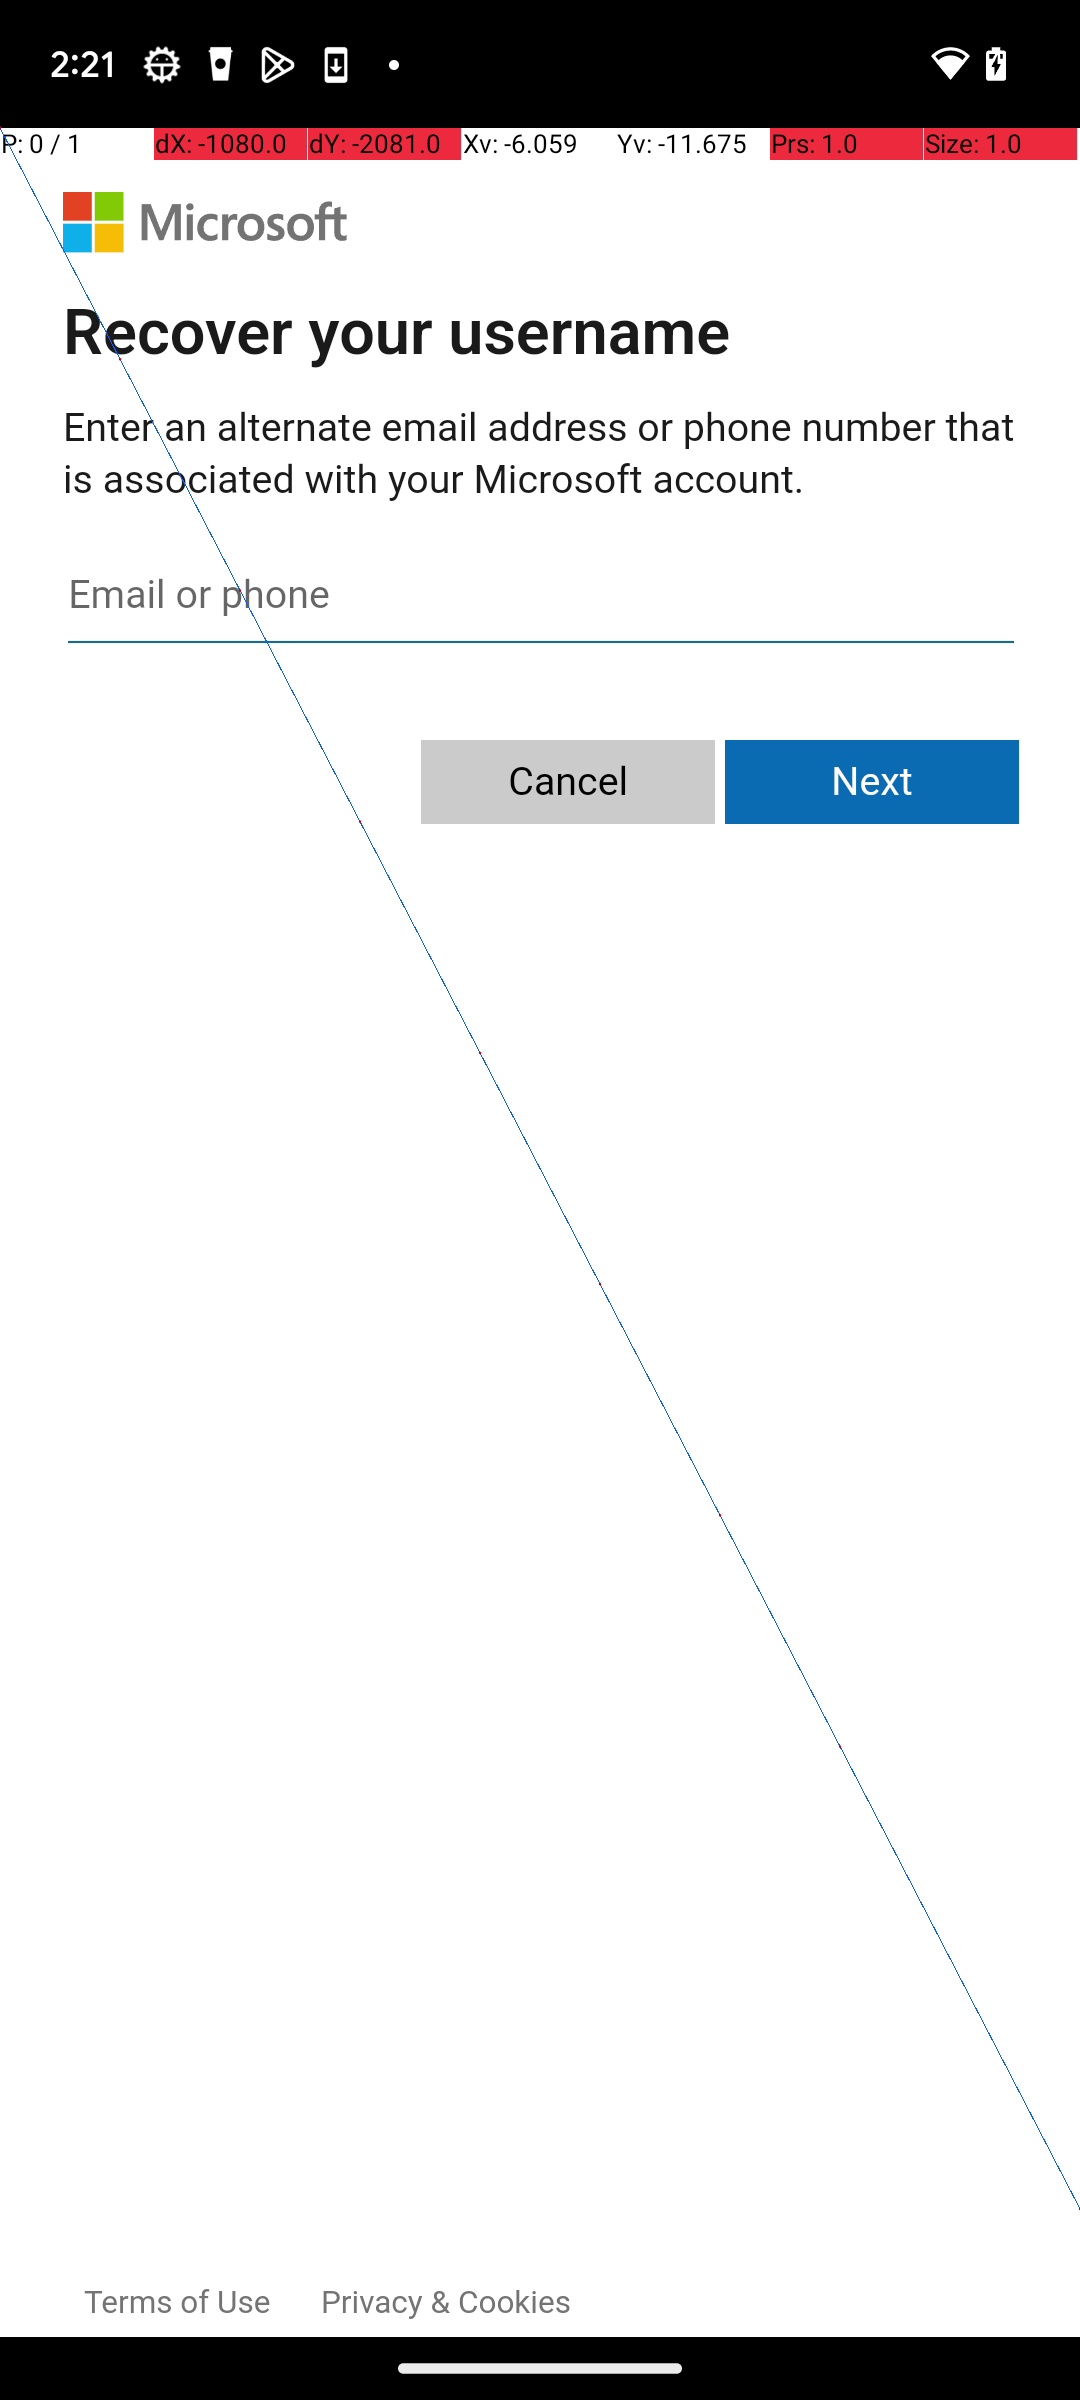 2:21
P: 0 / 1 dX: -1080.0 dY: -2081.0 Xv: -6.059 Yv: -11.675 Prs: 1.0 Size: 1.0
Microsoft
Recover your username
Enter an alternate email address or phone number that
is associated with your Microsoft account.
Email or phone
Cancel Next
Terms of Use Privacy & Cookies